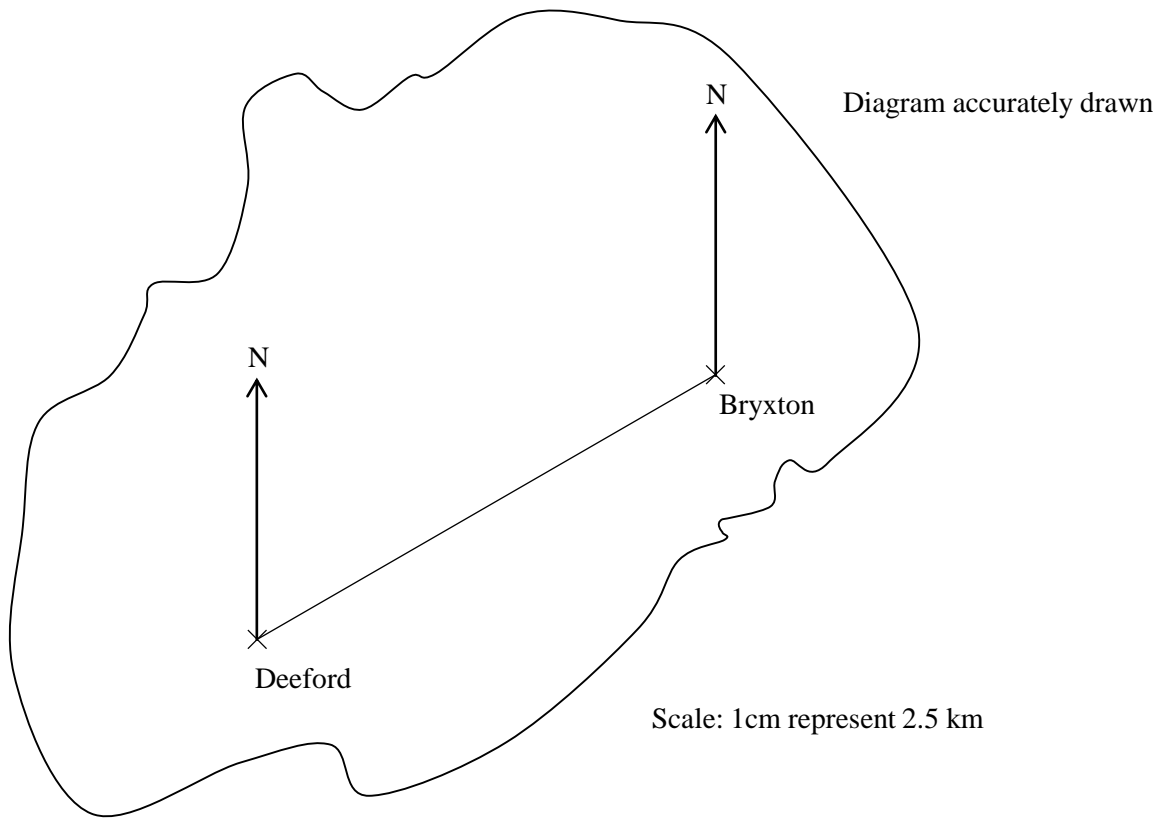 N
Diagram accurately drawn
N
Bryxton
Deeford
Scale: 1cm represent 2.5 km